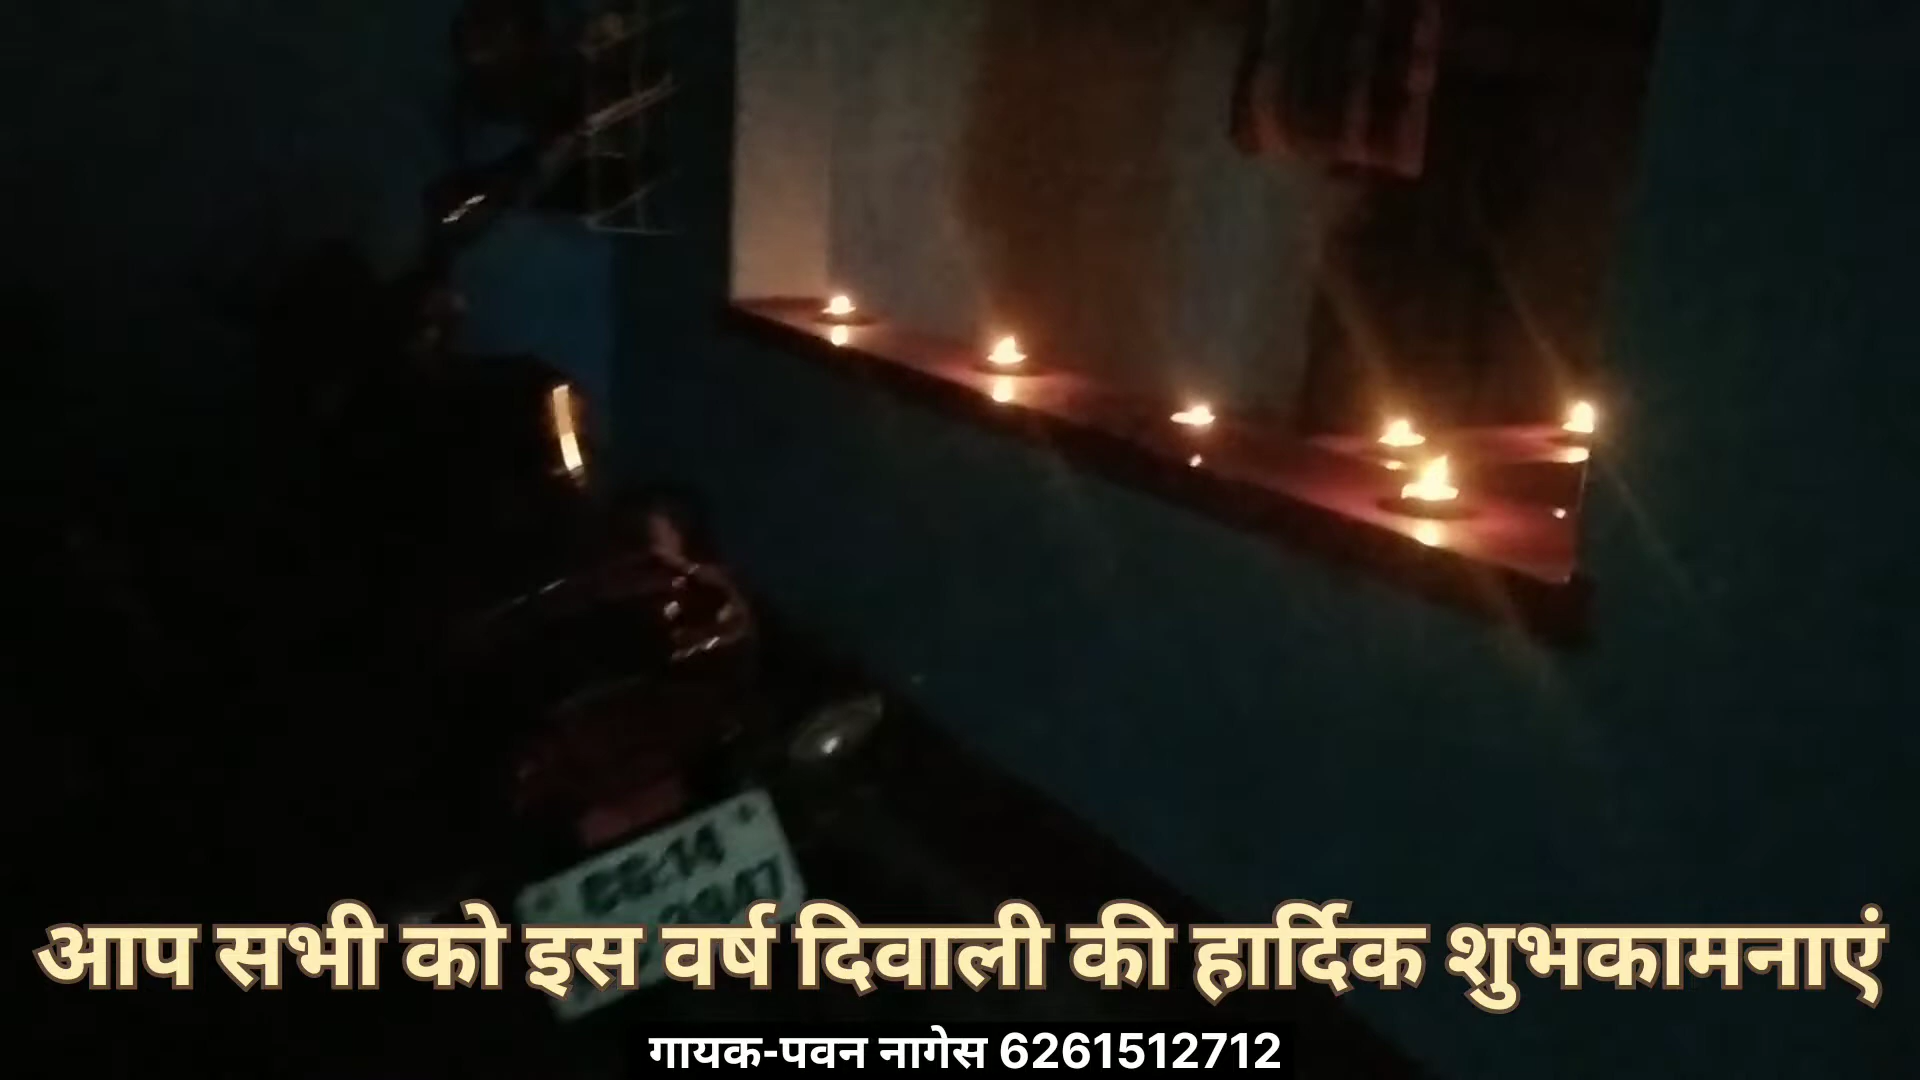 आप सभी को इस वर्ष दिवाली की हार्दिक शुभकामनाएं
गायक-पवन नागेस 6261512712